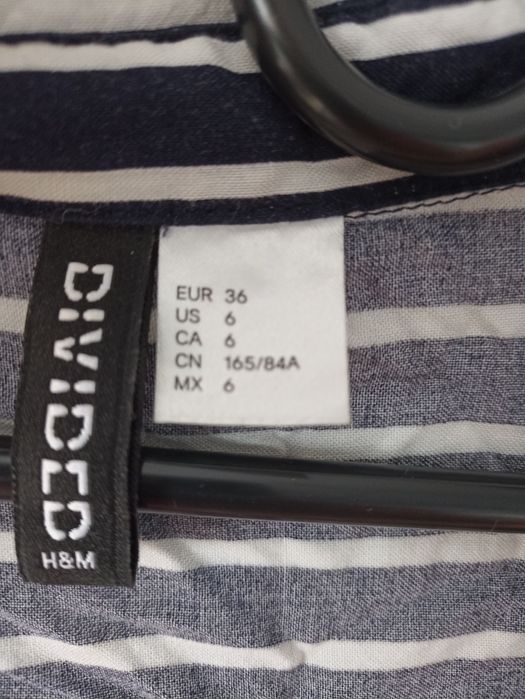 DIVIDED
H&M
EUR 36
US 6
CA 6
CN 165/84A
MX 6